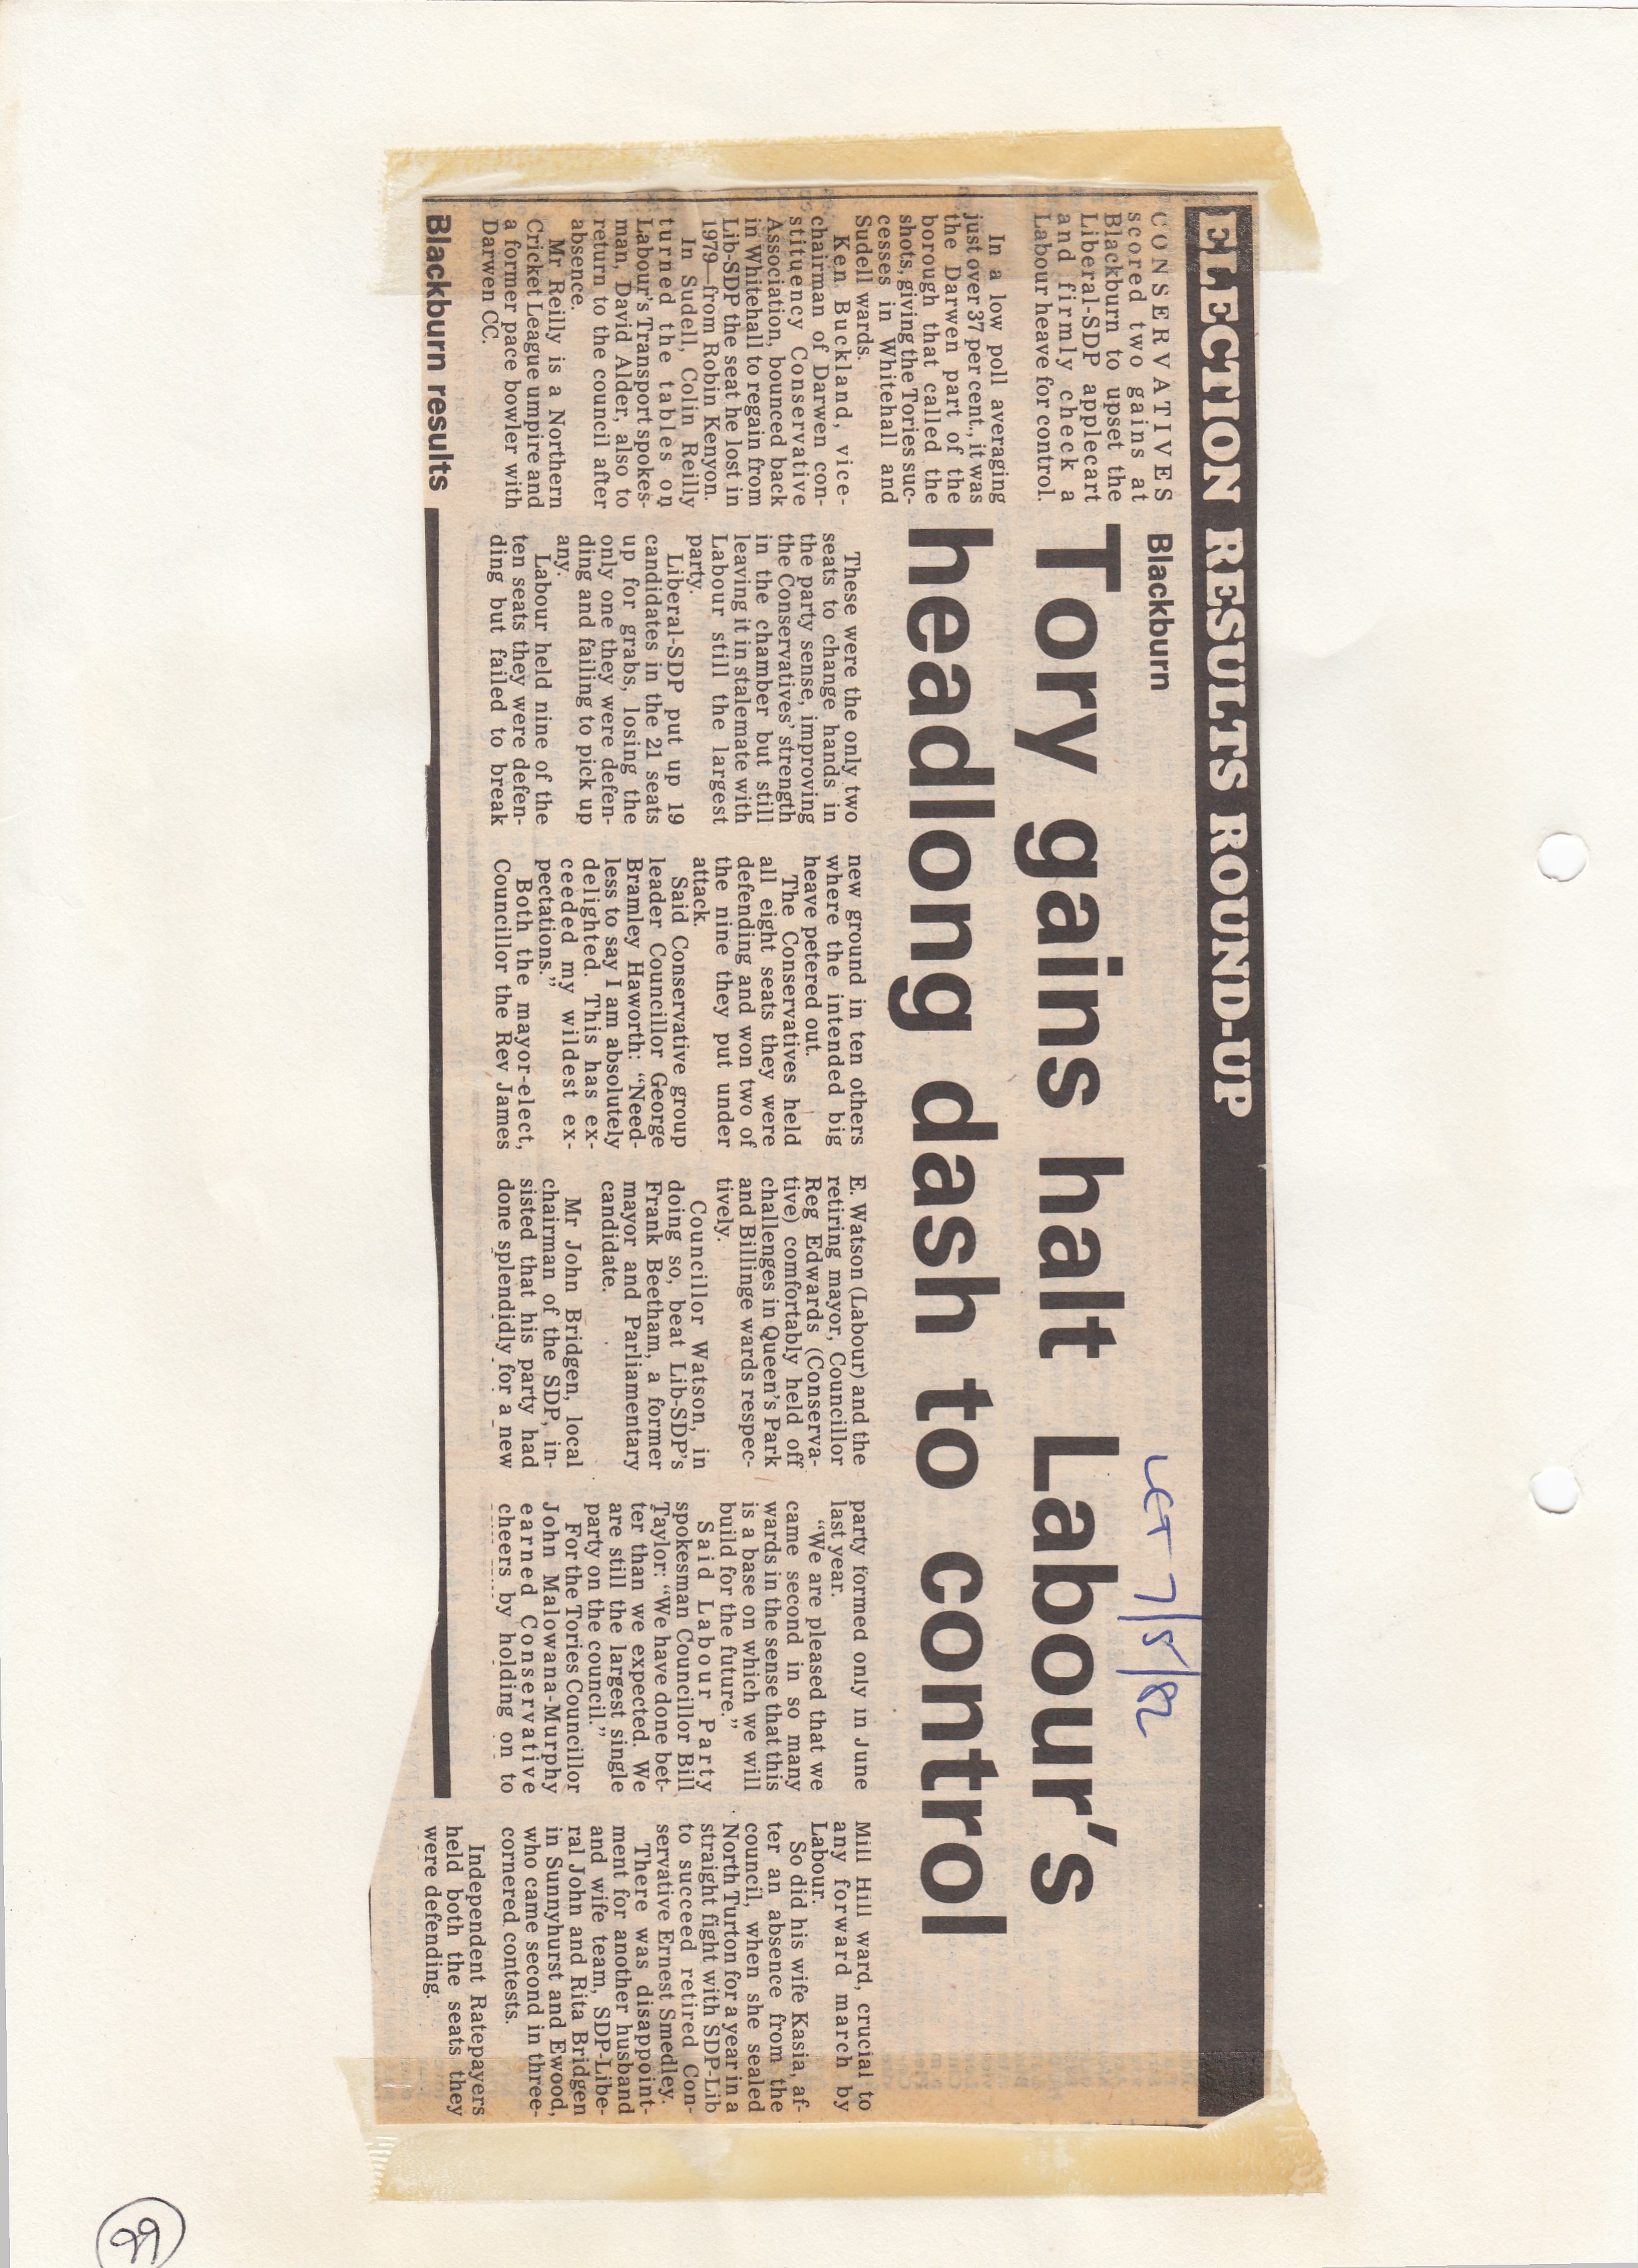 ELECTION RESULTS ROUND-UP
LET 7/5/82
Blackburn
Tory gains halt Labour's
headlong dash to control
CONSERVATIVES
scored two gains at
Blackburn to upset the
Liberal-SDP applecart
and firmly check a
Labour heave for control.
In a low poll averaging
just over 37 per cent., it was
the Darwen part of the
borough that called the
shots, giving the Tories suc-
cesses in Whitehall and
Sudell wards.
Ken Buckland, vice-
chairman of Darwen con-
stituency Conservative
Association, bounced back
in Whitehall to regain from
Lib-SDP the seat he lost in
1979—from Robin Kenyon.
In Sudell, Colin Reilly
turned the tables on
Labour's Transport spokes-
man, David Alder, also to
return to the council after
absence.
Mr Reilly is a Northern
Cricket League umpire and
a former pace bowler with
Darwen CC.
These were the only two
seats to change hands in
the party sense, improving
the Conservatives' strength
in the chamber but still
leaving it in stalemate with
Labour still the largest
party.
Liberal-SDP put up 19
candidates in the 21 seats
up for grabs, losing the
only one they were defen-
ding and failing to pick up
any.
Labour held nine of the
ten seats they were defen-
ding but failed to break
new ground in ten others
where the intended big
heave petered out.
The Conservatives held
all eight seats they were
defending and won two of
the nine they put under
attack.
Said Conservative group
leader Councillor George
Bramley Haworth: “Need-
less to say I am absolutely
delighted. This has ex-
ceeded my wildest ex-
pectations.”
Both the mayor-elect,
Councillor the Rev James
E. Watson (Labour) and the
retiring mayor, Councillor
Reg Edwards (Conserva-
tive) comfortably held off
challenges in Queen's Park
and Billinge wards respec-
tively.
Councillor Watson, in
doing so, beat Lib-SDP's
Frank Beetham, a former
mayor and Parliamentary
candidate.
Mr John Bridgen, local
chairman of the SDP, in-
sisted that his party had
done splendidly for a new
party formed only in June
last year.
“We are pleased that we
came second in so many
wards in the sense that this
is a base on which we will
build for the future.”
Said Labour Party
spokesman Councillor Bill
Taylor: “We have done bet-
ter than we expected. We
are still the largest single
party on the council.”
For the Tories Councillor
John Malowana-Murphy
earned Conservative
cheers by holding on to
Mill Hill ward, crucial to
any forward march by
Labour.
So did his wife Kasia, af-
ter an absence from the
council, when she sealed
North Turton for a year in a
straight fight with SDP-Lib
to succeed retired Con-
servative Ernest Smedley.
There was disappoint-
ment for another husband
and wife team, SDP-Libe-
ral John and Rita Bridgen
in Sunnyhurst and Ewood,
who came second in three-
cornered contests.
Independent Ratepayers
held both the seats they
were defending.
Blackburn results
99